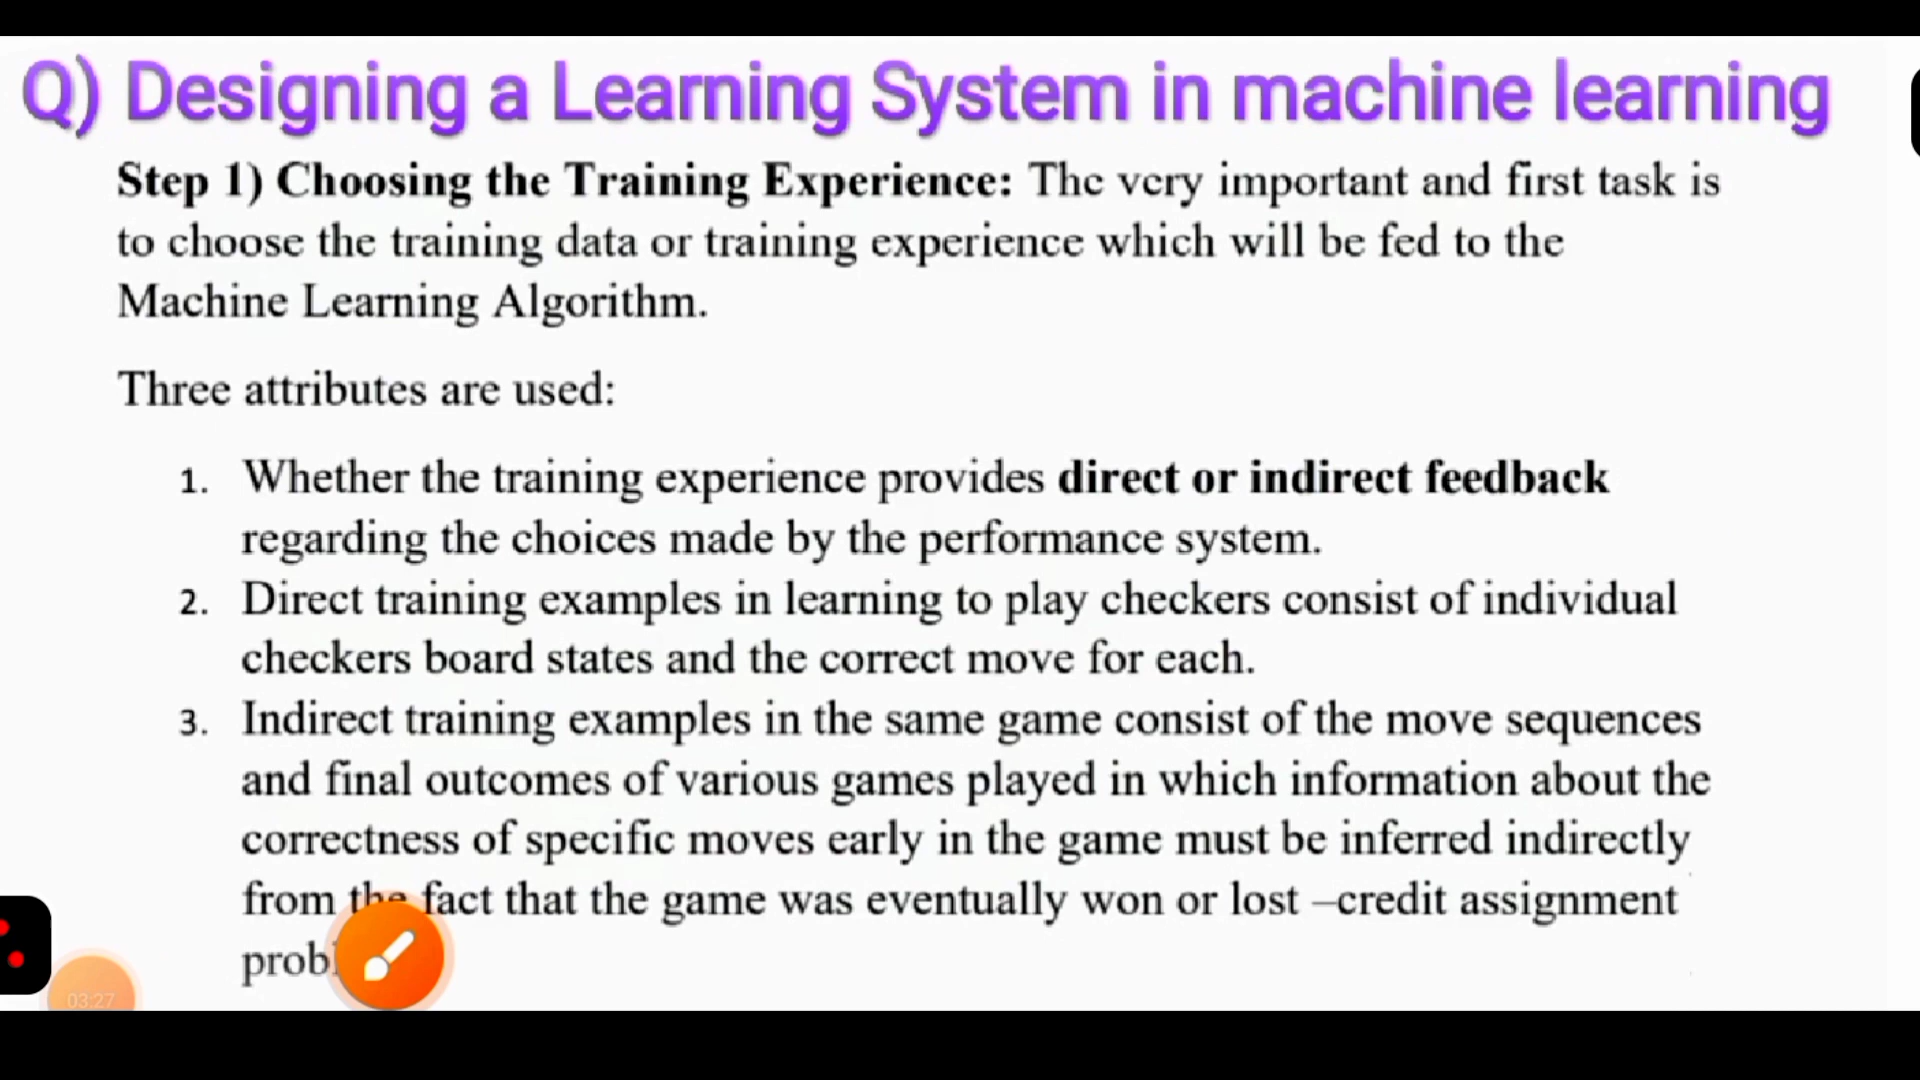 Q) Designing a Learning System in machine learning
Step 1) Choosing the Training Experience: The very important and first task is
to choose the training data or training experience which will be fed to the
Machine Learning Algorithm.
Three attributes are used:
1. Whether the training experience provides direct or indirect feedback
regarding the choices made by the performance system.
2. Direct training examples in learning to play checkers consist of individual
checkers board states and the correct move for each.
3. Indirect training examples in the same game consist of the move sequences
and final outcomes of various games played in which information about the
correctness of specific moves early in the game must be inferred indirectly
from the fact that the game was eventually won or lost –credit assignment
03:27